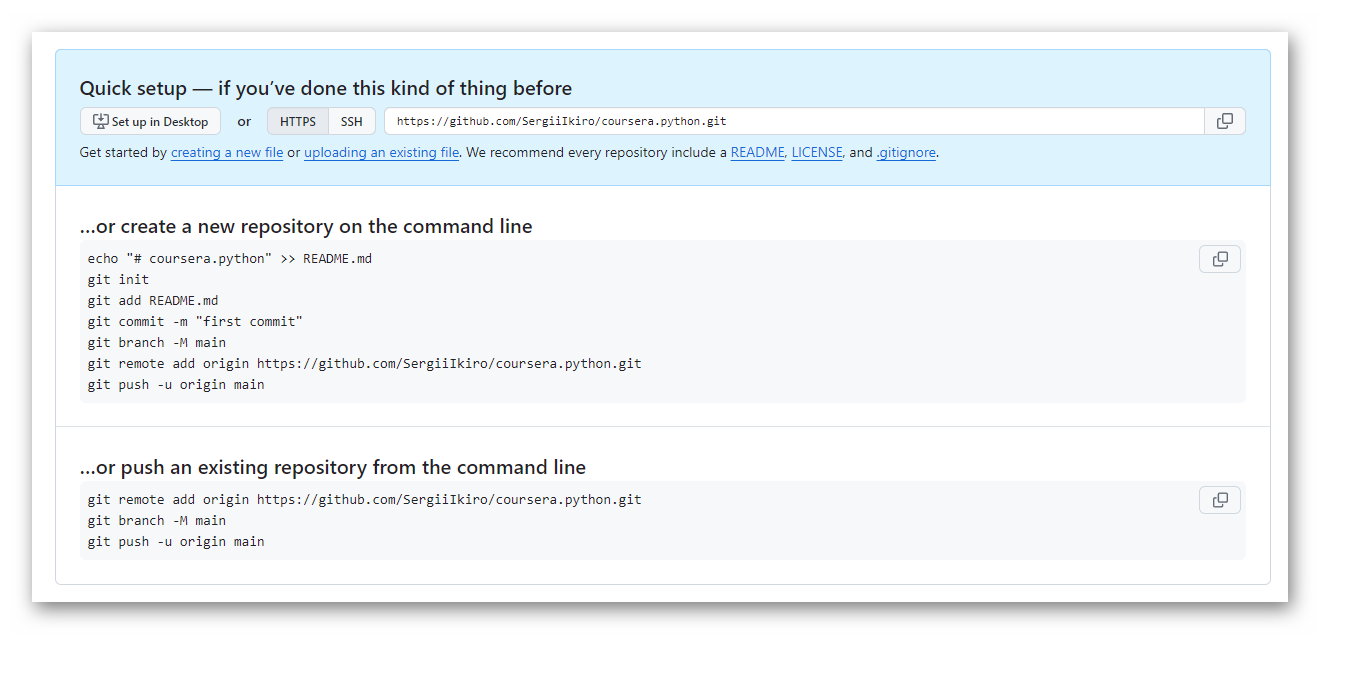 Quick setup — if you’ve done this kind of thing before
Set up in Desktop or HTTPS SSH https://github.com/SergiiIkiro/coursera.python.git
Get started by creating a new file or uploading an existing file. We recommend every repository include a README, LICENSE, and .gitignore.
…or create a new repository on the command line
echo "# coursera.python" >> README.md
git init
git add README.md
git commit -m "first commit"
git branch -M main
git remote add origin https://github.com/SergiiIkiro/coursera.python.git
git push -u origin main
…or push an existing repository from the command line
git remote add origin https://github.com/SergiiIkiro/coursera.python.git
git branch -M main
git push -u origin main